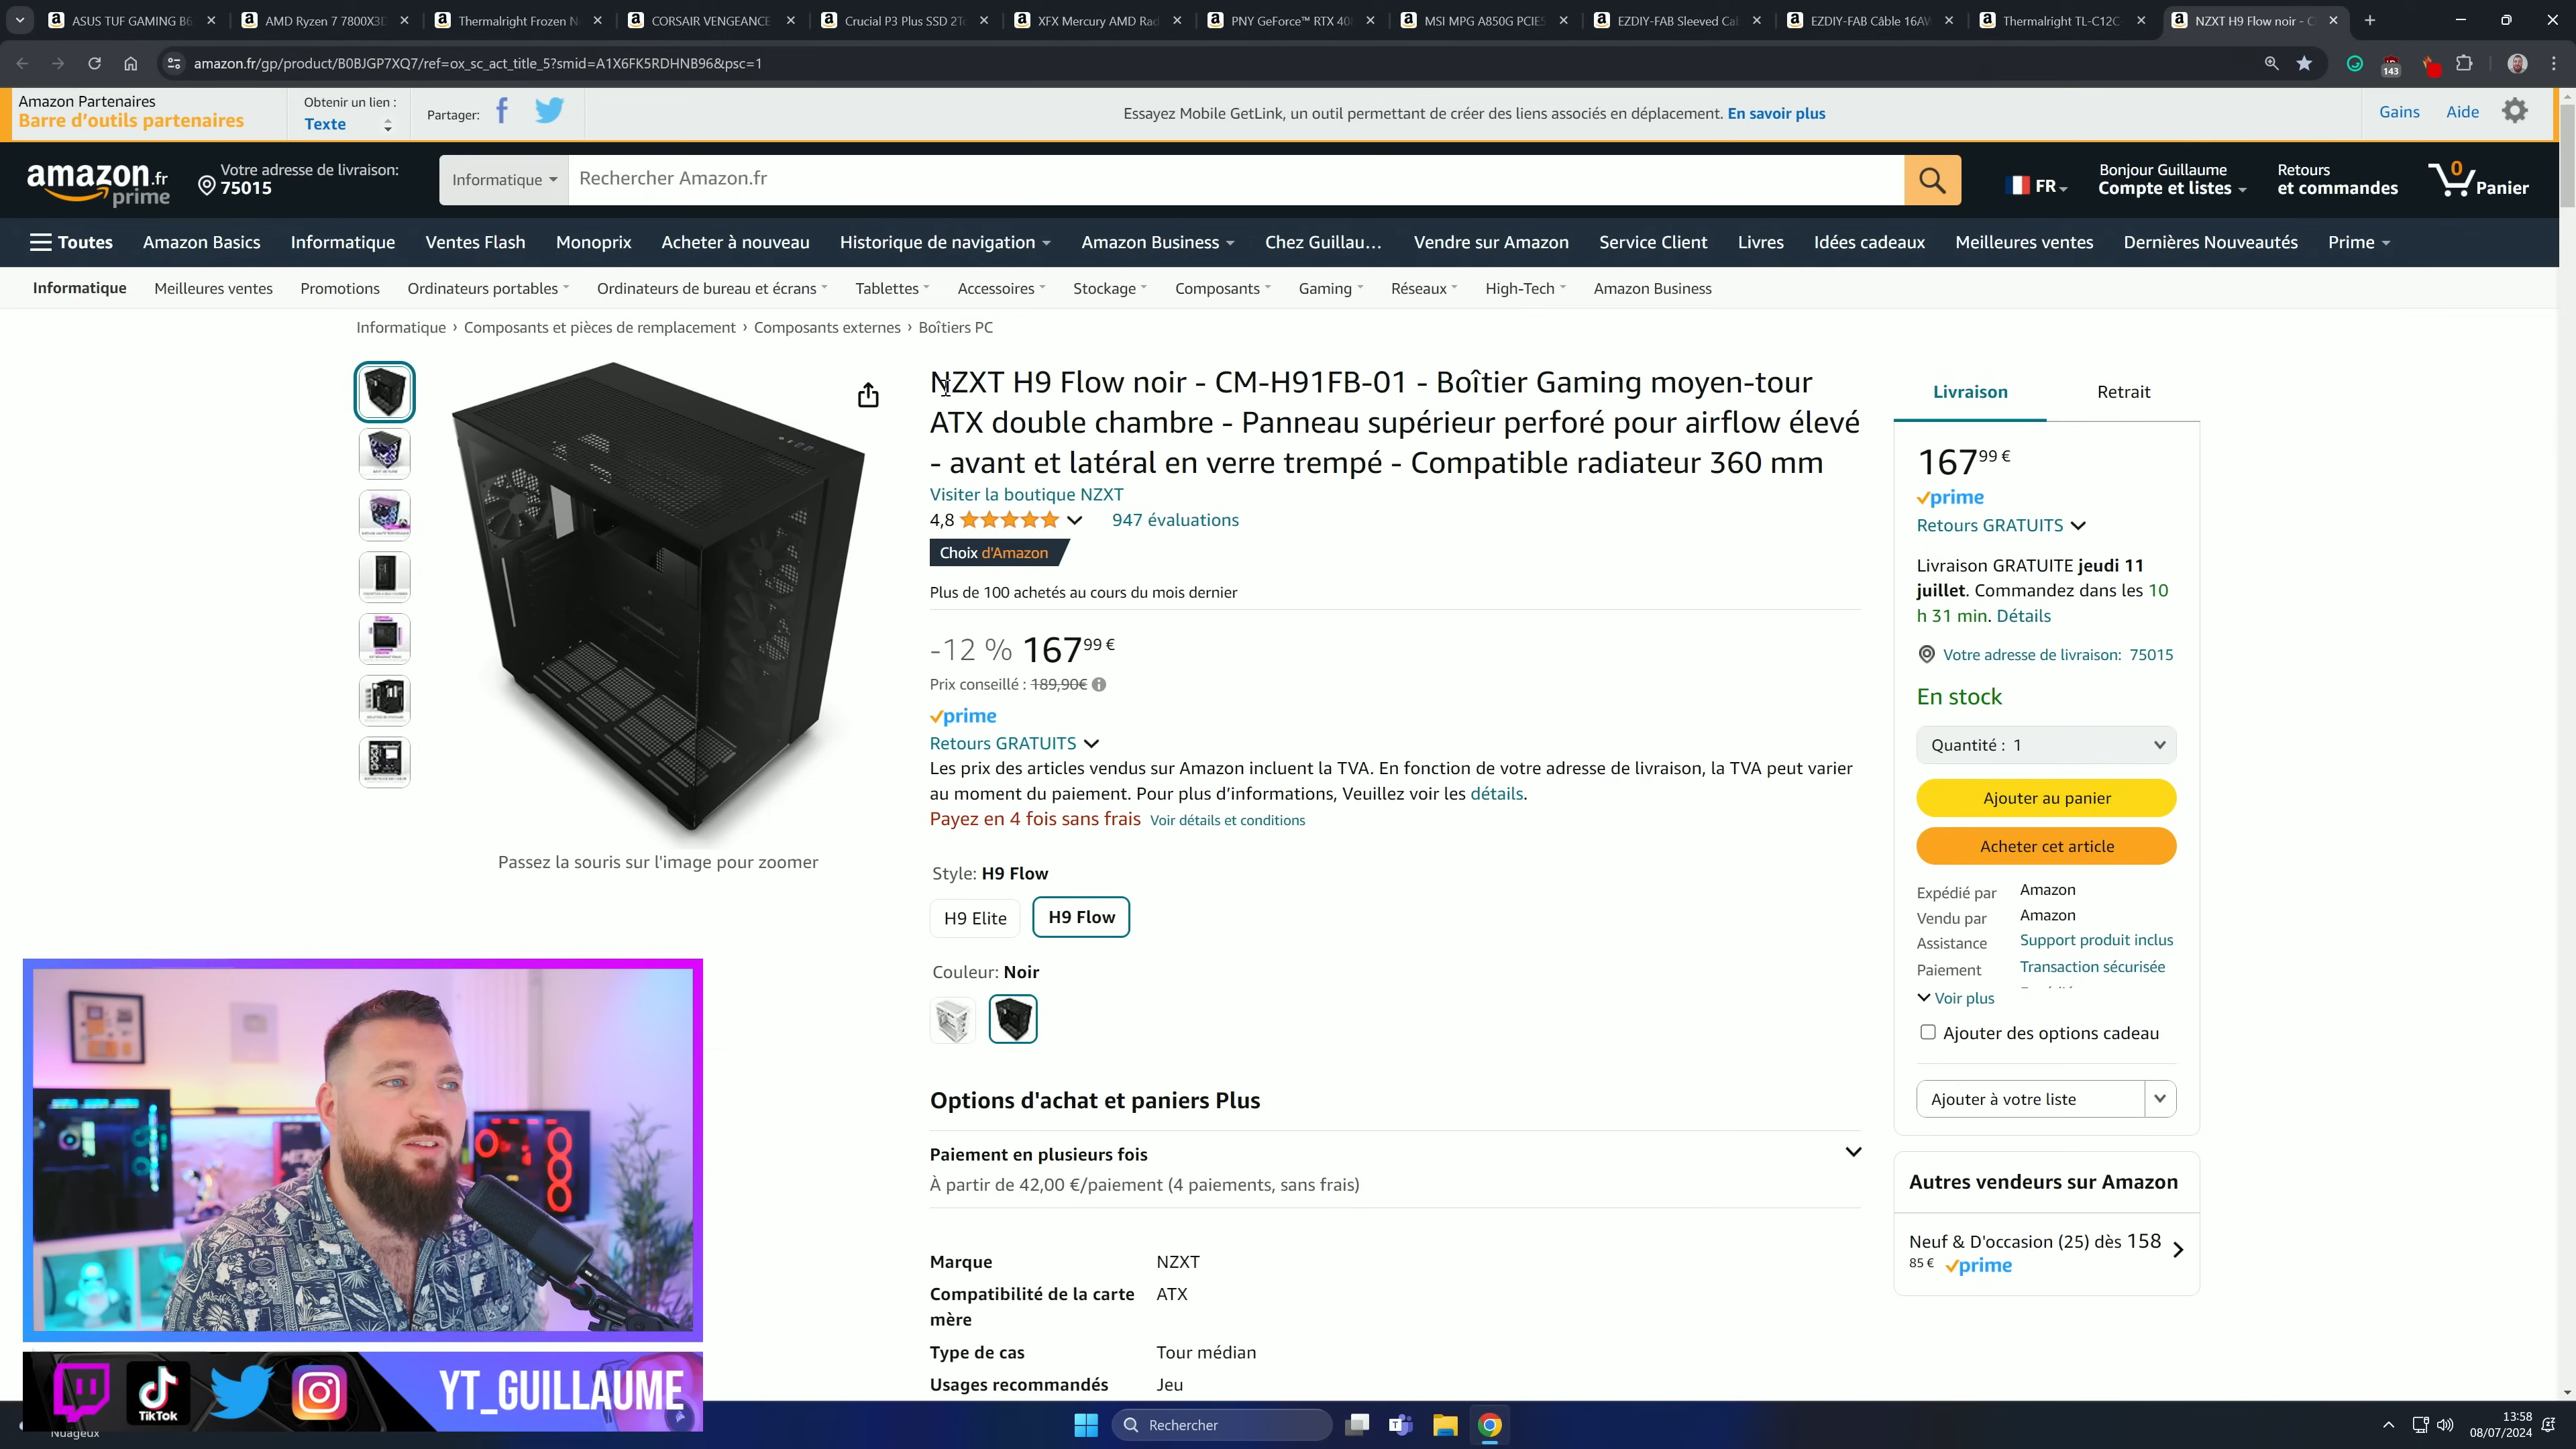 ASUS TUF GAMING B6
AMD Ryzen 7 7800X3D
Thermalright Frozen N
CORSAIR VENGEANCE
Crucial P3 Plus SSD 2T
XFX Mercury AMD Rad
PNY GeForce™ RTX 40
MSI MPG A850G PCIE5
EZDIY-FAB Sleeved Ca
EZDIY-FAB Câble 16AW
Thermalright TL-C12C
NZXT H9 Flow noir - C
amazon.fr/gp/product/B0BJGP7XQ7/ref=ox_sc_act_title_5?smid=A1X6FK5RDHNB96&psc=1
143
Amazon Partenaires
Barre d'outils partenaires
Obtenir un lien :
Texte
Partager:
Essayez Mobile GetLink, un outil permettant de créer des liens associés en déplacement. En savoir plus
Gains
Aide
amazon.fr
prime
Votre adresse de livraison:
75015
Informatique
Rechercher Amazon.fr
FR
Bonjour Guillaume
Compte et listes
Retours
et commandes
0
Panier
Toutes
Amazon Basics
Informatique
Ventes Flash
Monoprix
Acheter à nouveau
Historique de navigation
Amazon Business
Chez Guillau…
Vendre sur Amazon
Service Client
Livres
Idées cadeaux
Meilleures ventes
Dernières Nouveautés
Prime
Informatique
Meilleures ventes
Promotions
Ordinateurs portables
Ordinateurs de bureau et écrans
Tablettes
Accessoires
Stockage
Composants
Gaming
Réseaux
High-Tech
Amazon Business
Informatique › Composants et pièces de remplacement › Composants externes › Boîtiers PC
NZXT H9 Flow noir - CM-H91FB-01 - Boîtier Gaming moyen-tour
ATX double chambre - Panneau supérieur perforé pour airflow élevé
- avant et latéral en verre trempé - Compatible radiateur 360 mm
Visiter la boutique NZXT
4,8
947 évaluations
Choix d'Amazon
Plus de 100 achetés au cours du mois dernier
-12 % 167 99 €
Prix conseillé : 189,90€
prime
Retours GRATUITS
Les prix des articles vendus sur Amazon incluent la TVA. En fonction de votre adresse de livraison, la TVA peut varier
au moment du paiement. Pour plus d'informations, Veuillez voir les détails.
Payez en 4 fois sans frais Voir détails et conditions
Passez la souris sur l'image pour zoomer
Style: H9 Flow
H9 Elite
H9 Flow
Couleur: Noir
Options d'achat et paniers Plus
Paiement en plusieurs fois
À partir de 42,00 €/paiement (4 paiements, sans frais)
Marque NZXT
Compatibilité de la carte ATX
mère
Type de cas Tour médian
Usages recommandés Jeu
Livraison
Retrait
167 99 €
prime
Retours GRATUITS
Livraison GRATUITE jeudi 11
juillet. Commandez dans les 10
h 31 min. Détails
Votre adresse de livraison: 75015
En stock
Quantité : 1
Ajouter au panier
Acheter cet article
Expédié par Amazon
Vendu par Amazon
Assistance Support produit inclus
Paiement Transaction sécurisée
Voir plus
Ajouter des options cadeau
Ajouter à votre liste
Autres vendeurs sur Amazon
Neuf & D'occasion (25) dès 158
85 € prime
TikTok
YT_GUILLAUME
Nuageux
Rechercher
13:58
08/07/2024